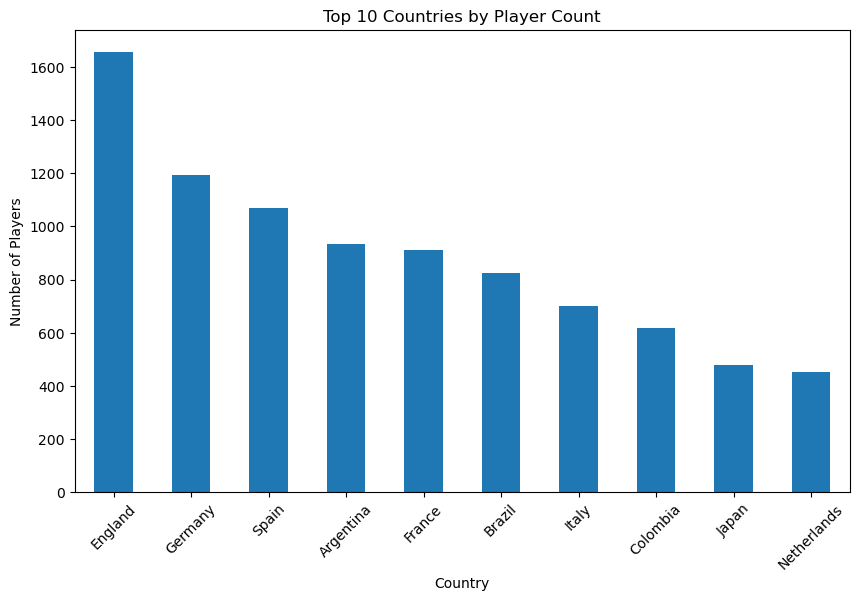 Top 10 Countries by Player Count
Number of Players
1600
1400
1200
1000
800
600
400
200
0
England
Germany
Spain
Argentina
France
Brazil
Italy
Colombia
Japan
Netherlands
Country